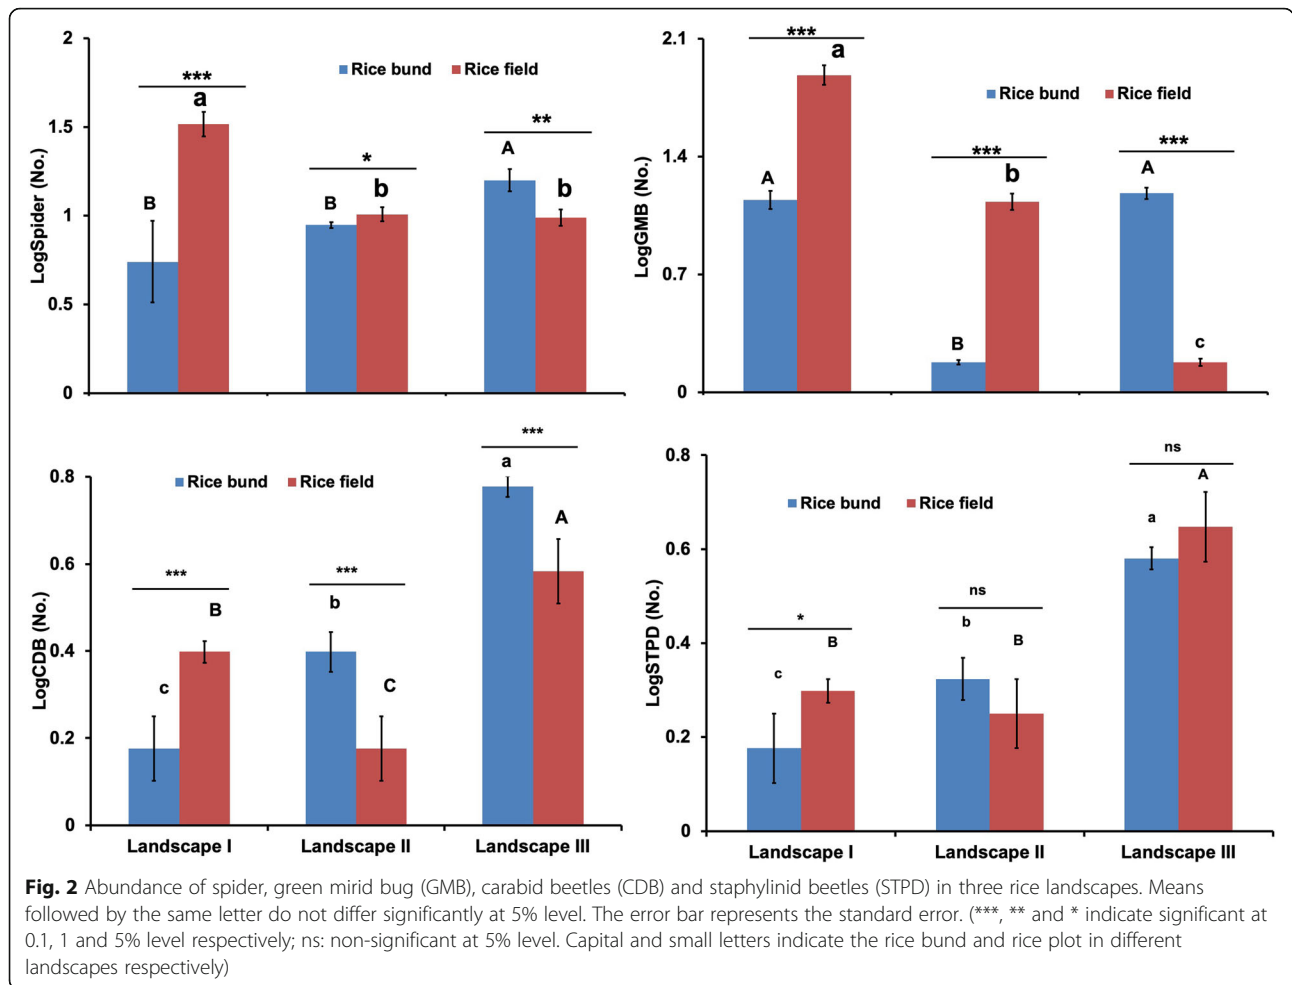 2
1.5
1
0.5
0
LogSpider (No.)
Rice bund
Rice field
***
a
B
*
B
b
**
A
b
2.1
1.4
0.7
0
LogGMB (No.)
Rice bund
Rice field
***
A
a
***
B
b
***
A
c
0.8
0.6
0.4
0.2
0
LogCDB (No.)
Rice bund
Rice field
***
c
B
***
b
C
***
a
A
Landscape I
Landscape II
Landscape III
0.8
0.6
0.4
0.2
0
LogSTPD (No.)
Rice bund
Rice field
*
c
B
ns
b
B
ns
a
A
Landscape I
Landscape II
Landscape III
Fig. 2 Abundance of spider, green mirid bug (GMB), carabid beetles (CDB) and staphylinid beetles (STPD) in three rice landscapes. Means
followed by the same letter do not differ significantly at 5% level. The error bar represents the standard error. (***, ** and * indicate significant at
0.1, 1 and 5% level respectively; ns: non-significant at 5% level. Capital and small letters indicate the rice bund and rice plot in different
landscapes respectively)